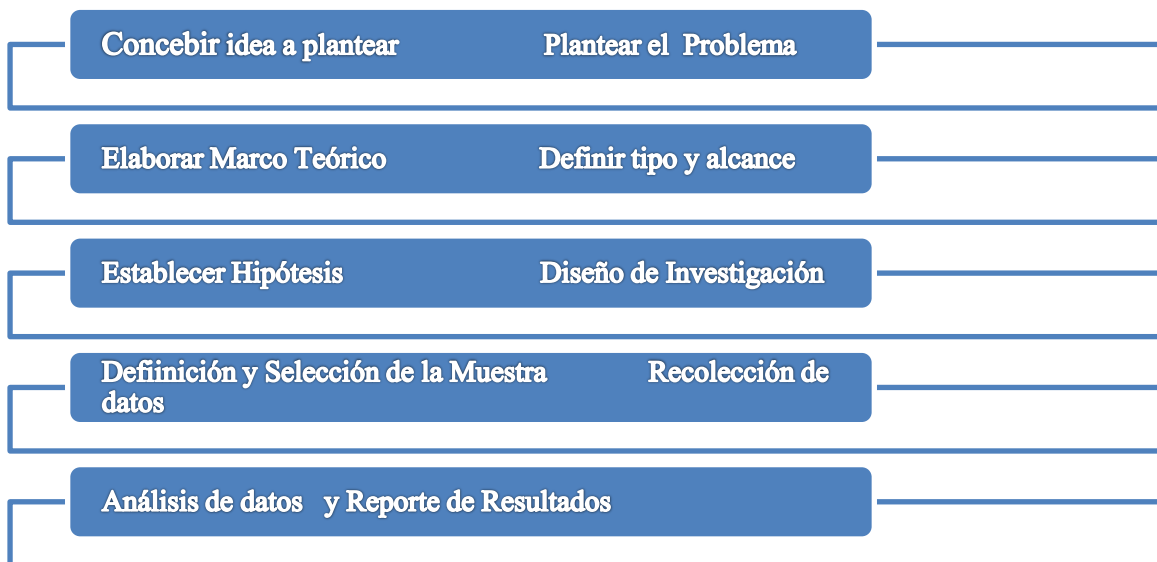 Concebir idea a plantear Plantear el Problema
Elaborar Marco Teórico Definir tipo y alcance
Establecer Hipótesis Diseño de Investigación
Defiinición y Selección de la Muestra Recolección de
datos
Análisis de datos y Reporte de Resultados